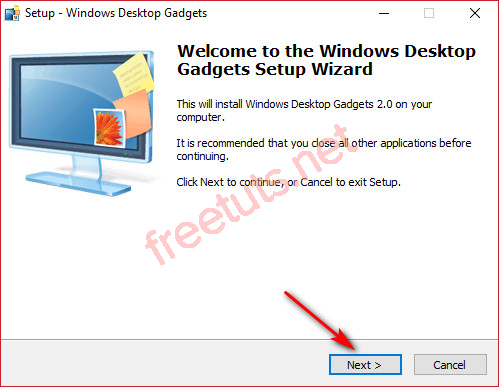 Setup - Windows Desktop Gadgets
Welcome to the Windows Desktop
Gadgets Setup Wizard
This will install Windows Desktop Gadgets 2.0 on your
computer.
It is recommended that you close all other applications before
continuing.
Click Next to continue, or Cancel to exit Setup.
freetuts.net
Next >
Cancel